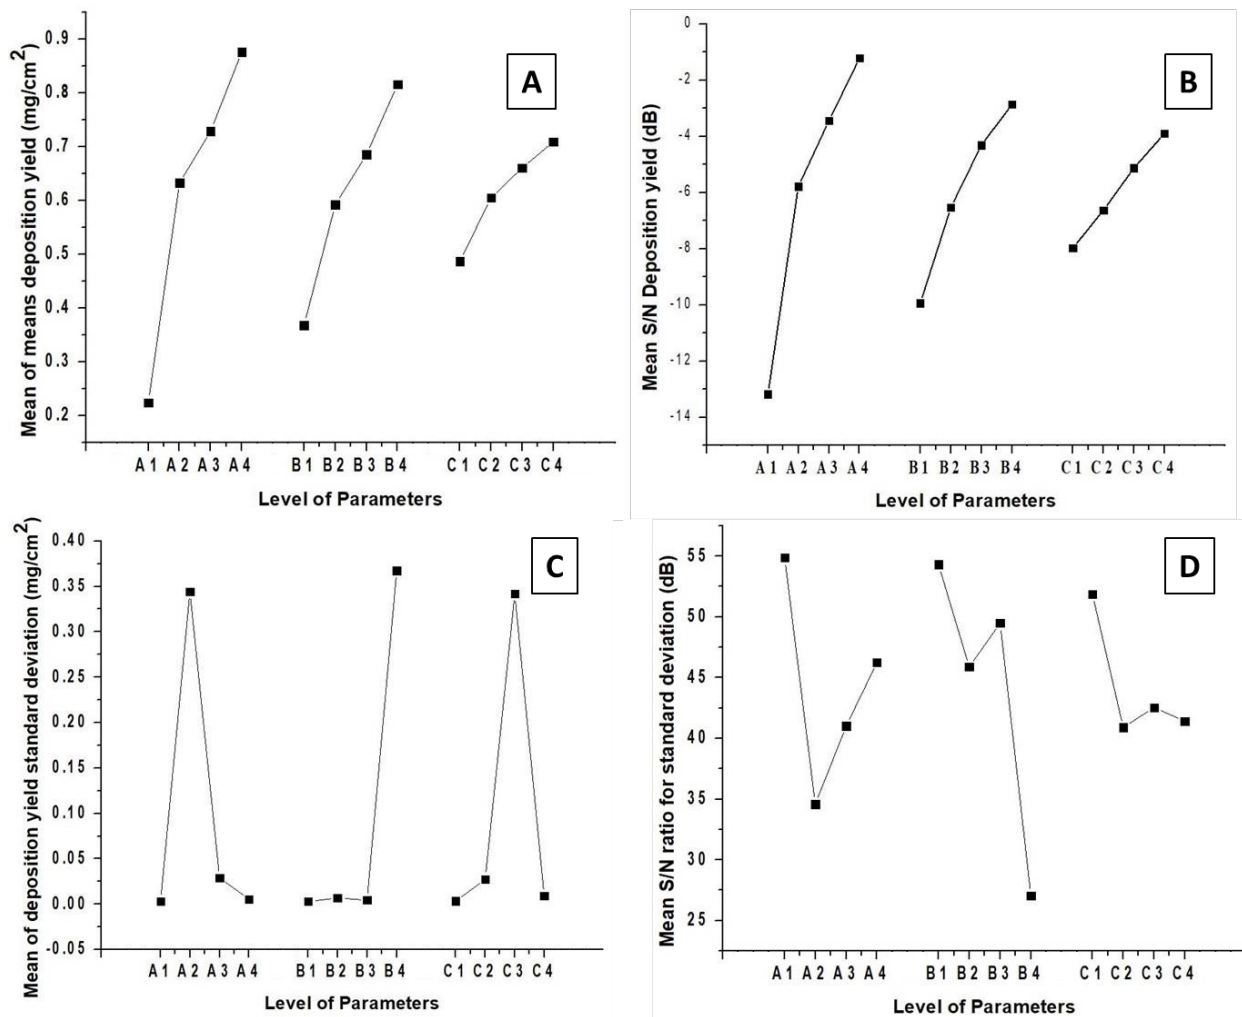 Mean of means deposition yield (mg/cm2)
0.9
0.8
0.7
0.6
0.5
0.4
0.3
0.2
A
A 1 A 2 A 3 A 4 B 1 B 2 B 3 B 4 C 1 C 2 C 3 C 4
Level of Parameters
Mean S/N Deposition yield (dB)
0
-2
-4
-6
-8
-10
-12
-14
B
A 1 A 2 A 3 A 4 B 1 B 2 B 3 B 4 C 1 C 2 C 3 C 4
Level of Parameters
Mean of deposition yield standard deviation (mg/cm2)
0.40
0.35
0.30
0.25
0.20
0.15
0.10
0.05
0.00
-0.05
C
A 1 A 2 A 3 A 4 B 1 B 2 B 3 B 4 C 1 C 2 C 3 C 4
Level of Parameters
Mean S/N ratio for standard deviation (dB)
55
50
45
40
35
30
25
D
A 1 A 2 A 3 A 4 B 1 B 2 B 3 B 4 C 1 C 2 C 3 C 4
Level of Parameters